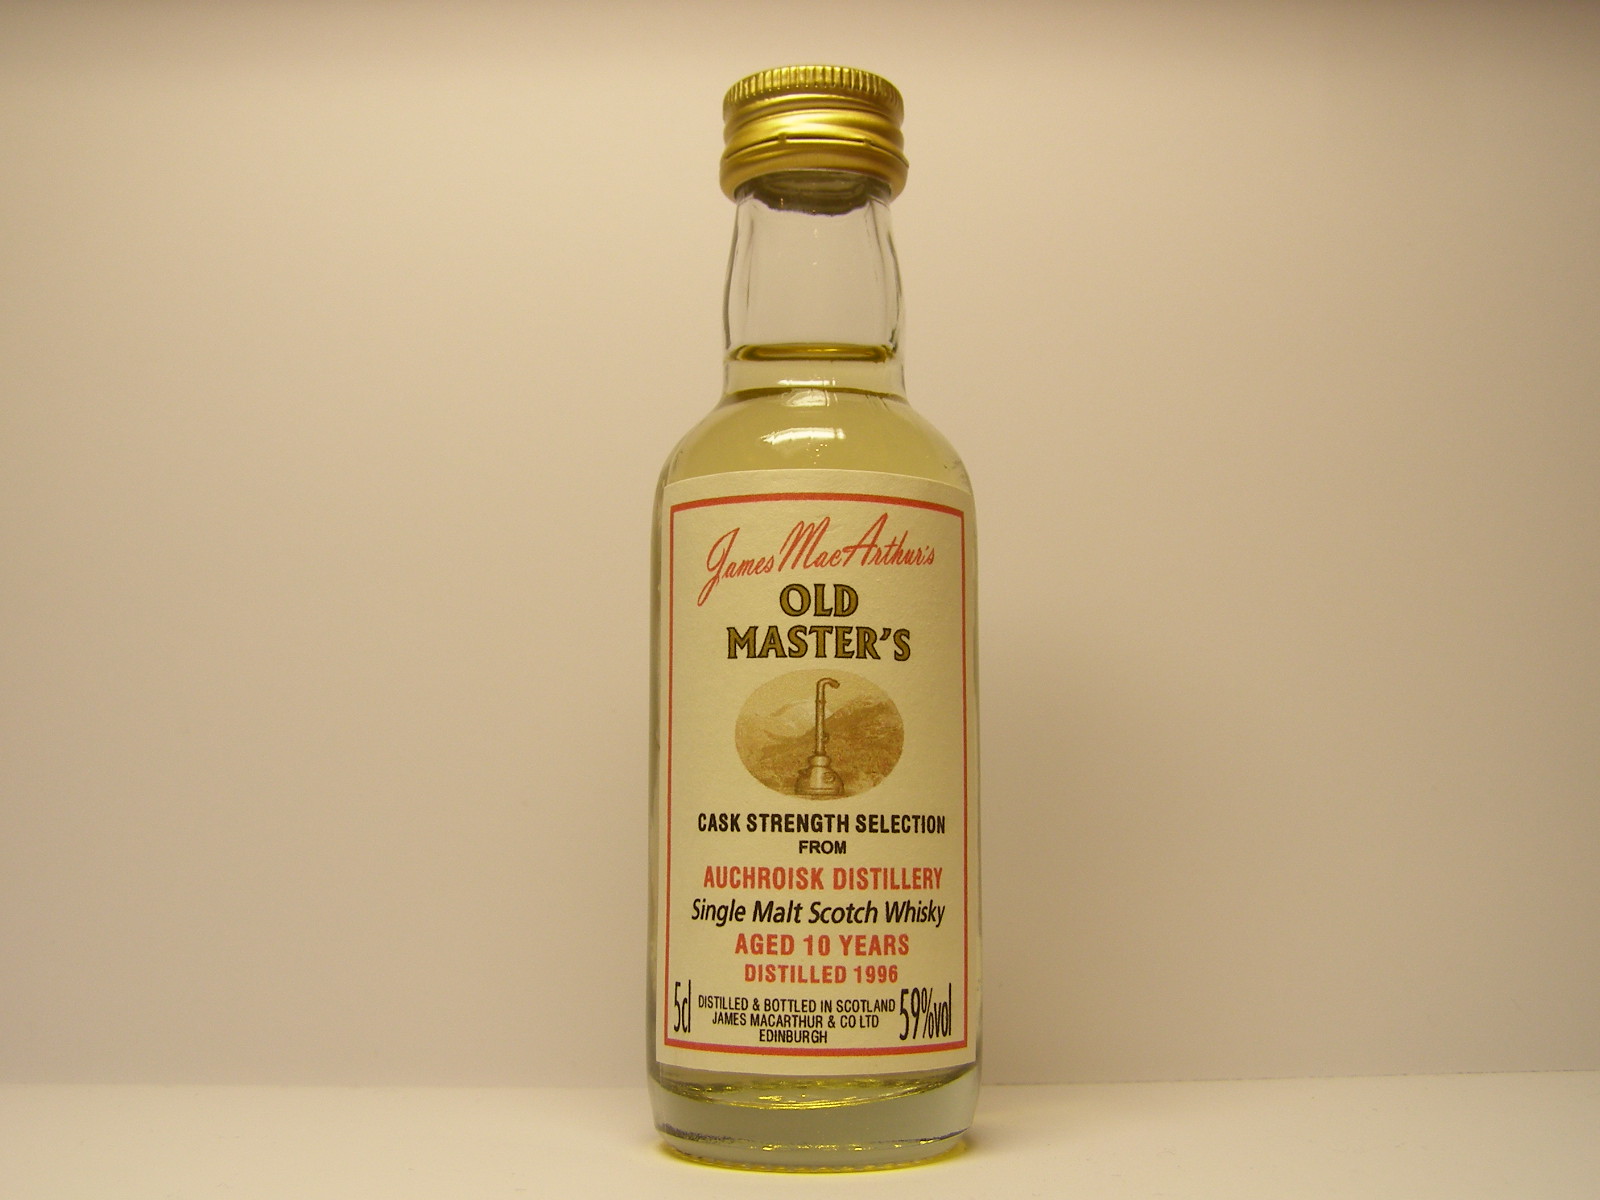 James MacArthur's
OLD
MASTER'S
CASK STRENGTH SELECTION
FROM
AUCHROISK DISTILLERY
Single Malt Scotch Whisky
AGED 10 YEARS
DISTILLED 1996
5cl
DISTILLED & BOTTLED IN SCOTLAND
JAMES MACARTHUR & CO LTD
EDINBURGH
59%vol